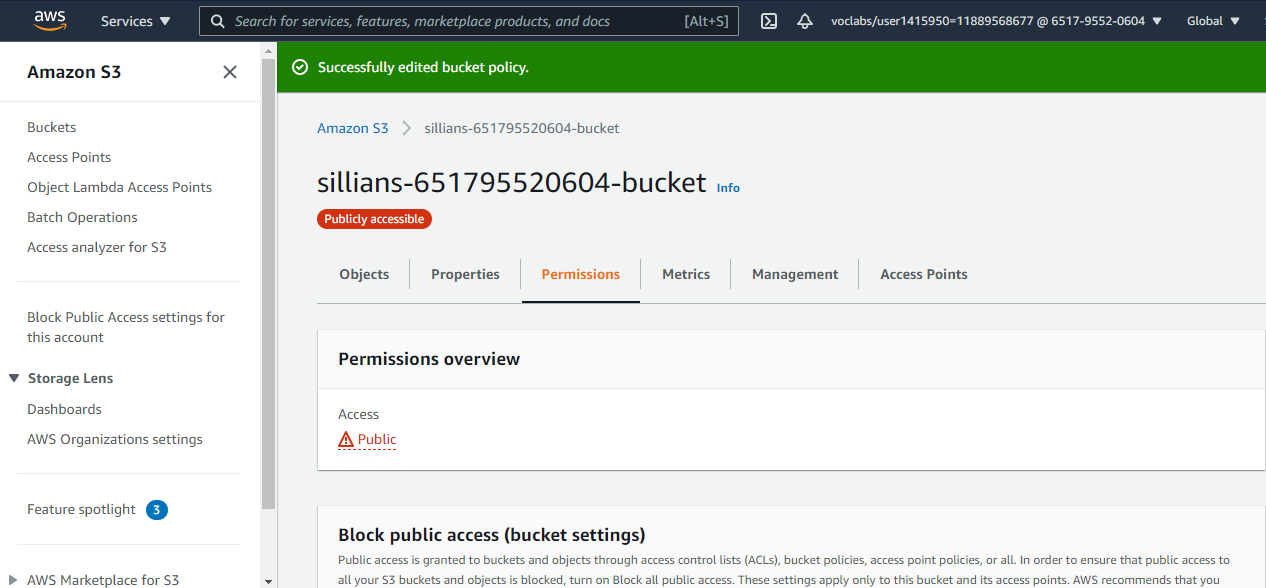 aws
Services
Search for services, features, marketplace products, and docs [Alt+S]
voclabs/user1415950=11889568677 @ 6517-9552-0604
Global
Amazon S3
Buckets
Access Points
Object Lambda Access Points
Batch Operations
Access analyzer for S3
Block Public Access settings for
this account
Storage Lens
Dashboards
AWS Organizations settings
Feature spotlight 3
AWS Marketplace for S3
Successfully edited bucket policy.
Amazon S3 sillians-651795520604-bucket
sillians-651795520604-bucket Info
Publicly accessible
Objects Properties Permissions Metrics Management Access Points
Permissions overview
Access
Public
Block public access (bucket settings)
Public access is granted to buckets and objects through access control lists (ACLs), bucket policies, access point policies, or all. In order to ensure that public access to
all your S3 buckets and objects is blocked, turn on Block all public access. These settings apply only to this bucket and its access points. AWS recommends that you